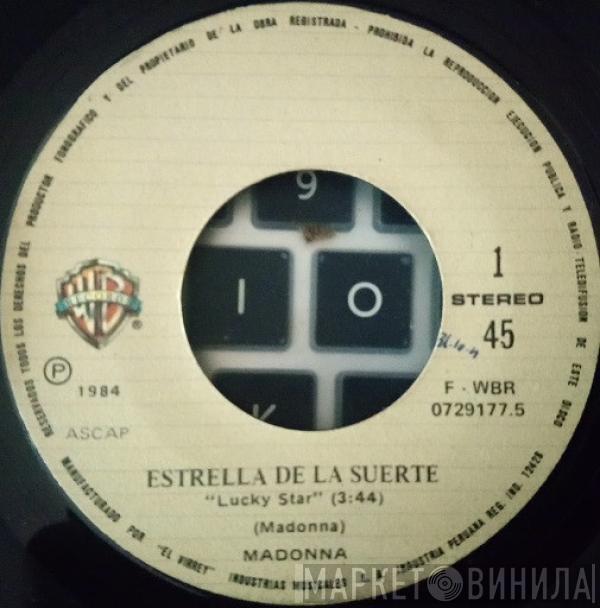 RESERVADOS TODOS LOS DERECHOS DEL PRODUCTOR FONOGRAFICO Y DEL PROPIETARIO DE LA OBRA REGISTRADA - PROHIBIDA LA REPRODUCCION EJECUCION PUBLICA Y RADIO-TELEDIFUSION DE ESTE DISCO
9
I
O
K
WB
RECORDS
®
1
STEREO
45
P 1984
ASCAP
F - WBR
0729177.5
ESTRELLA DE LA SUERTE
"Lucky Star" (3:44)
(Madonna)
MADONNA
MANUFACTURADO POR "EL VIRREY" INDUSTRIAS MUSICALES S.A. INDUSTRIA PERUANA REG. IND. 12428
МАРКЕТ ВИНИЛА